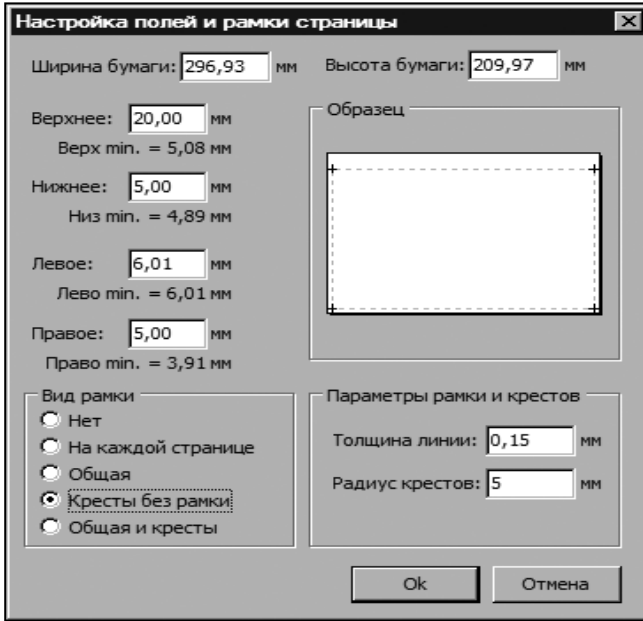 Настройка полей и рамки страницы
Ширина бумаги: 296,93 мм
Высота бумаги: 209,97 мм
Верхнее: 20,00 мм
Верх min. = 5,08 мм
Нижнее: 5,00 мм
Низ min. = 4,89 мм
Левое: 6,01 мм
Лево min. = 6,01 мм
Правое: 5,00 мм
Право min. = 3,91 мм
Образец
Вид рамки
Нет
На каждой странице
Общая
Кресты без рамки
Общая и кресты
Параметры рамки и крестов
Толщина линии: 0,15 мм
Радиус крестов: 5 мм
Ok
Отмена